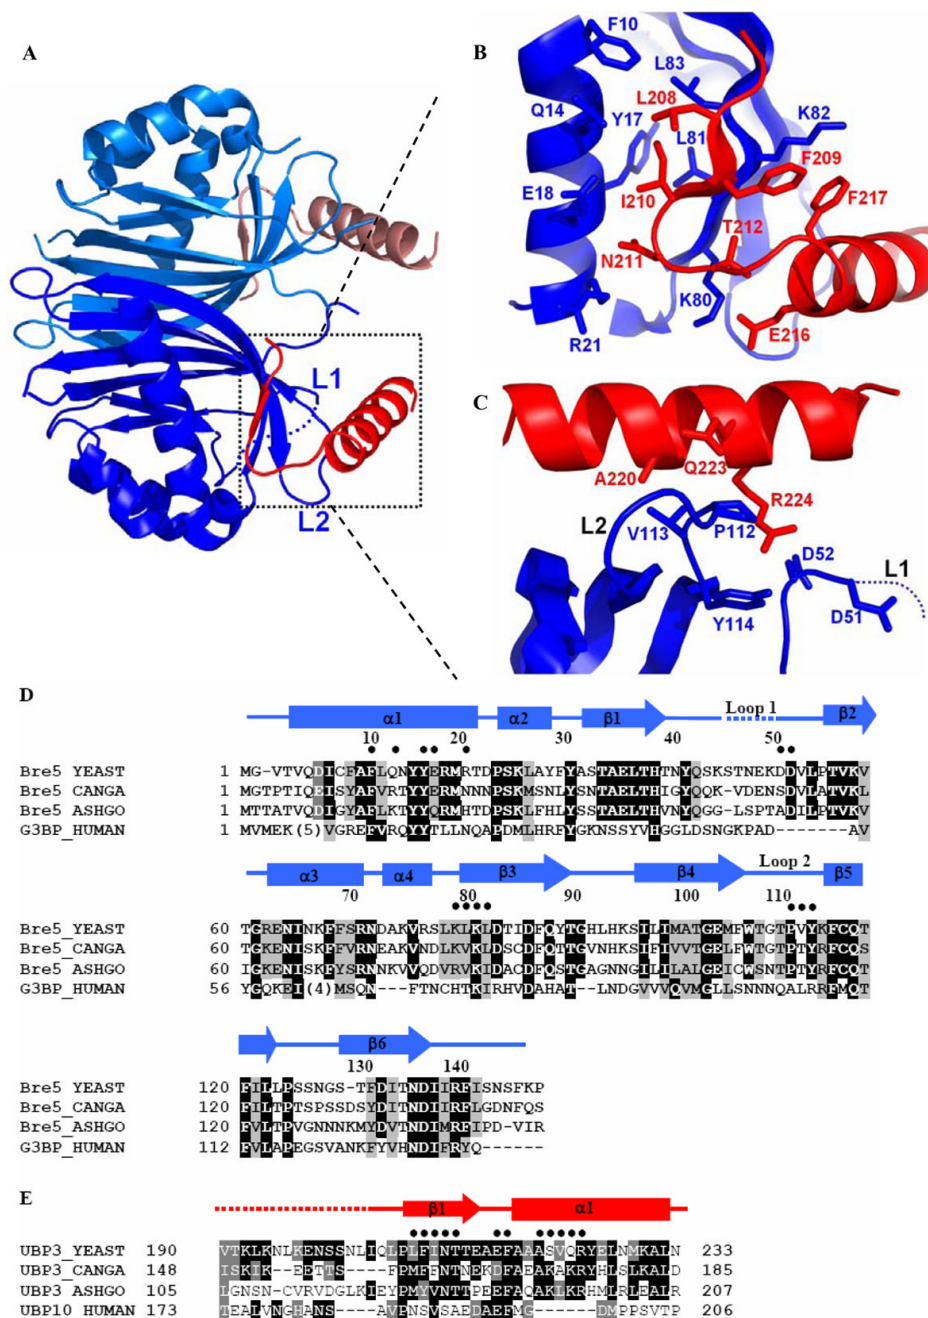 A
B
F10
L83
Q14
Y17
L208
K82
L81
F209
E18
I210
F217
T212
N211
K80
R21
E216
L1
L2
C
A220
Q223
R224
L2
V113
P112
D52
L1
Y114
D51
D
α1 α2 β1 Loop 1 β2
10 20 30 40 50
Bre5_YEAST 1 MG-VTVQDICFAFLQNYYERMRTDPSKLAYFYASTAELTHTNYQSKSTNEKDDVLPTVKV
Bre5_CANGA 1 MGTPTIQEISYAFVRTYYERMNNNPSKMSNLYSNTAELTHIGYQQK-VDENSDVLATVKL
Bre5_ASHGO 1 MTTATVQDIGYAFLKTYYQRMHTDPSKLFHLYSSTAELTHVNYQGG-LSPTADILPTVKV
G3BP_HUMAN 1 MVMEK(5)VGREFVRQYYTLLNQAPDMLHRFYGKNSSYVHGGLDSNGKPAD-------AV
α3 α4 β3 β4 Loop 2 β5
70 80 90 100 110
Bre5_YEAST 60 TGRENINKFFSRNDAKVRSLKLKLDTIDFQYTGHLHKSILIMATGEMFWTGTPVYKFCQT
Bre5_CANGA 60 TGKENISKFYSRNEAKVNDLKVKLDSCDFQTTGVNHKSIFIVVTGELFWTGTPTYRFCQS
Bre5_ASHGO 60 IGKENISKFYSRNNKVVQDVRVKIDACDFQSTGAGNNGILILALGEICWSNTPTYRFCQT
G3BP_HUMAN 56 YGQKEI(4)MSQN---FTNCHTKIRHVDAHAT-LNDGVVVQVMGLLSNNNQALRRFMQT
β6
130 140
Bre5_YEAST 120 FILLPSSNGS-TFDITNDIIRFISNSFKP
Bre5_CANGA 120 FILTPTSPSSDSYDITNDIIRFLGDNFQS
Bre5_ASHGO 120 FVLTPVGNNNKMYDVTNDIMRFIPD-VIR
G3BP_HUMAN 112 FVLAPEGSVANKFYVHNDIFRYQ------
E
β1 α1
UBP3_YEAST 190 VTKLKNLKENSSNLIQLPLFINTTEAEFAAASVQRYELNMKALN 233
UBP3_CANGA 148 ISKIK--EETTS----FPMFENTNEKDFAEAKAKRYHLSLKALD 185
UBP3_ASHGO 105 LGNSN-CVRVDGLKIEYPMYVNTTPEEFAQAKLKRHMLRLEALR 207
UBP10_HUMAN 173 TEALVNGHANS----AVPNSVSAEDAEFMG------DMPPSVTP 206